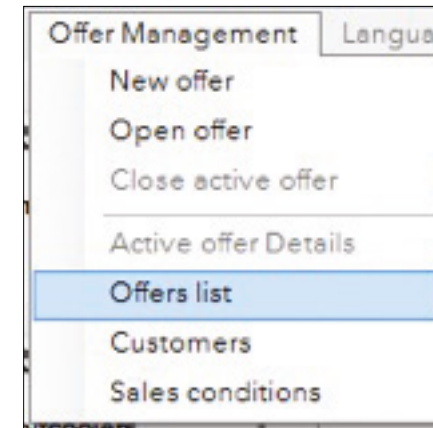 Offer Management Langua
New offer
Open offer
Close active offer
Active offer Details
Offers list
Customers
Sales conditions